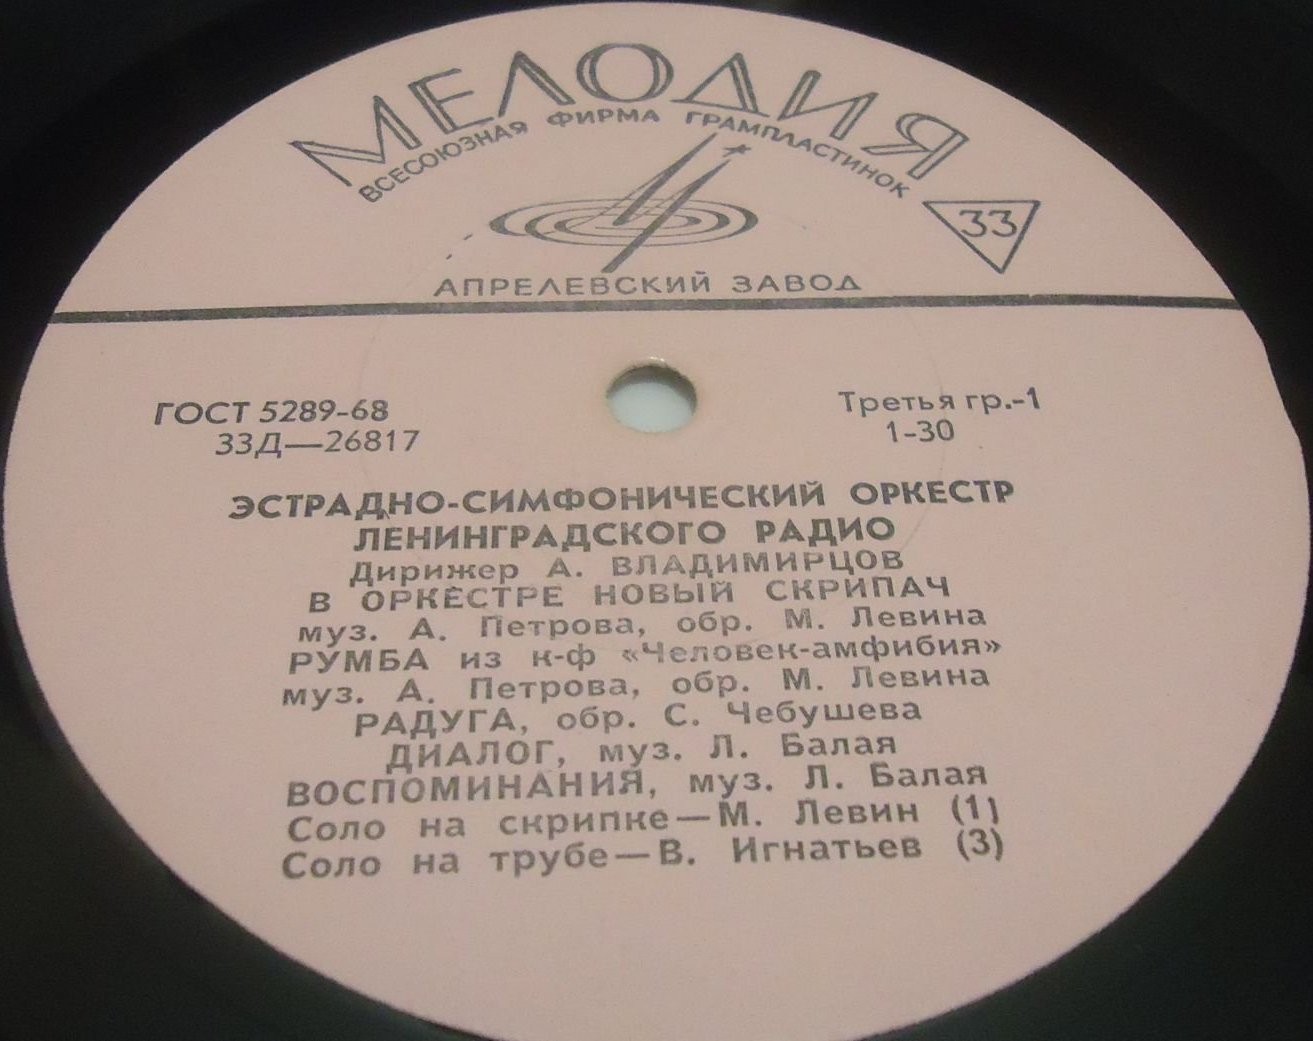 МЕЛОДИЯ
ВСЕСОЮЗНАЯ ФИРМА ГРАМПЛАСТИНОК
33
АПРЕЛЕВСКИЙ ЗАВОД
ГОСТ 5289-68
33Д—26817
Третья гр.-1
1-30
ЭСТРАДНО-СИМФОНИЧЕСКИЙ ОРКЕСТР
ЛЕНИНГРАДСКОГО РАДИО
Дирижер А. ВЛАДИМИРЦОВ
В ОРКЕСТРЕ НОВЫЙ СКРИПАЧ
муз. А. Петрова, обр. М. Левина
РУМБА из к-ф «Человек-амфибия»
муз. А. Петрова, обр. М. Левина
РАДУГА, обр. С. Чебушева
ДИАЛОГ, муз. Л. Балая
ВОСПОМИНАНИЯ, муз. Л. Балая
Соло на скрипке—М. Левин (1)
Соло на трубе—В. Игнатьев (3)